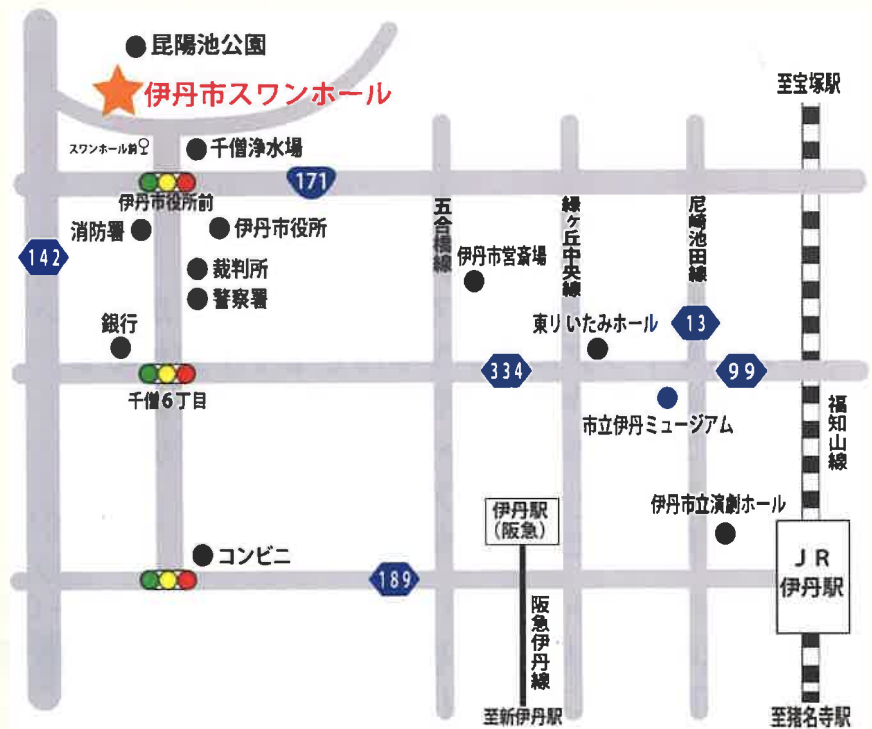 昆陽池公園
伊丹市スワンホール
至宝塚駅
スワンホール前
千僧浄水場
171
伊丹市役所前
消防署
伊丹市役所
五合橋線
緑ヶ丘中央線
尼崎池田線
142
裁判所
伊丹市営斎場
警察署
銀行
東リ いたみホール
13
334
99
千僧6丁目
市立伊丹ミュージアム
福知山線
伊丹駅
(阪急)
伊丹市立演劇ホール
コンビニ
JR
伊丹駅
189
阪急伊丹線
至新伊丹駅
至猪名寺駅